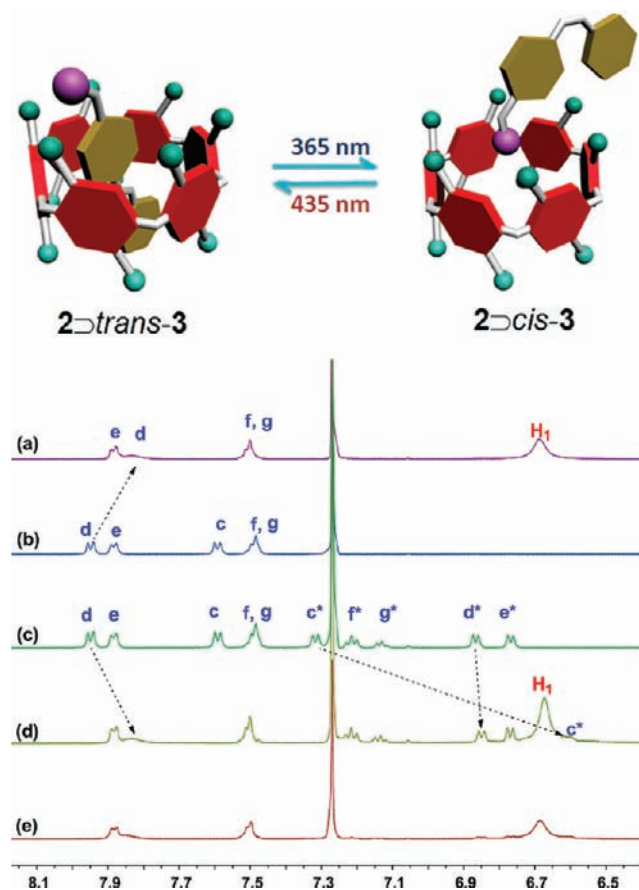 365 nm
435 nm
2⊃trans-3
2⊃cis-3
(a) e d f, g H₁
(b) d e c f, g
(c) d e c f, g c* f* g* d* e*
(d) H₁ c*
(e)
8.1 7.9 7.7 7.5 7.3 7.1 6.9 6.7 6.5